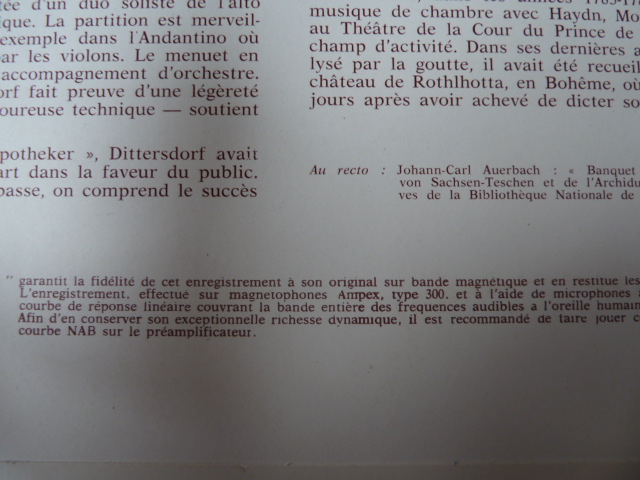 tée d'un duo soliste de l'alto
ique. La partition est merveil-
exemple dans l'Andantino où
ar les violons. Le menuet en
accompagnement d'orchestre.
orf fait preuve d'une légèreté
oureuse technique — soutient
potheker », Dittersdorf avait
art dans la faveur du public.
passe, on comprend le succès
musique de chambre avec Haydn, Mo
au Théâtre de la Cour du Prince de
champ d'activité. Dans ses dernières a
lysé par la goutte, il avait été recueil
château de Rothlhotta, en Bohême, où
jours après avoir achevé de dicter so
Au recto : Johann-Carl Auerbach : « Banquet
von Sachsen-Teschen et de l'Archidu
ves de la Bibliothèque Nationale de
" garantit la fidélité de cet enregistrement à son original sur bande magnétique et en restitue les
L'enregistrement, effectué sur magnetophones Ampex, type 300. et à l'aide de microphones
courbe de réponse linéaire couvrant la bande entière des frequences audibles a l'oreille humain
Afin d'en conserver son exceptionnelle richesse dynamique, il est recommandé de faire jouer c
courbe NAB sur le préamplificateur.